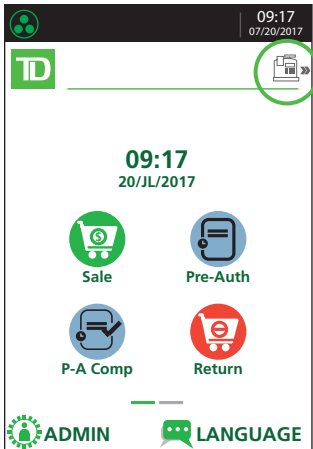 09:17
07/20/2017
TD
»
09:17
20/JL/2017
Sale
Pre-Auth
P-A Comp
Return
ADMIN
LANGUAGE